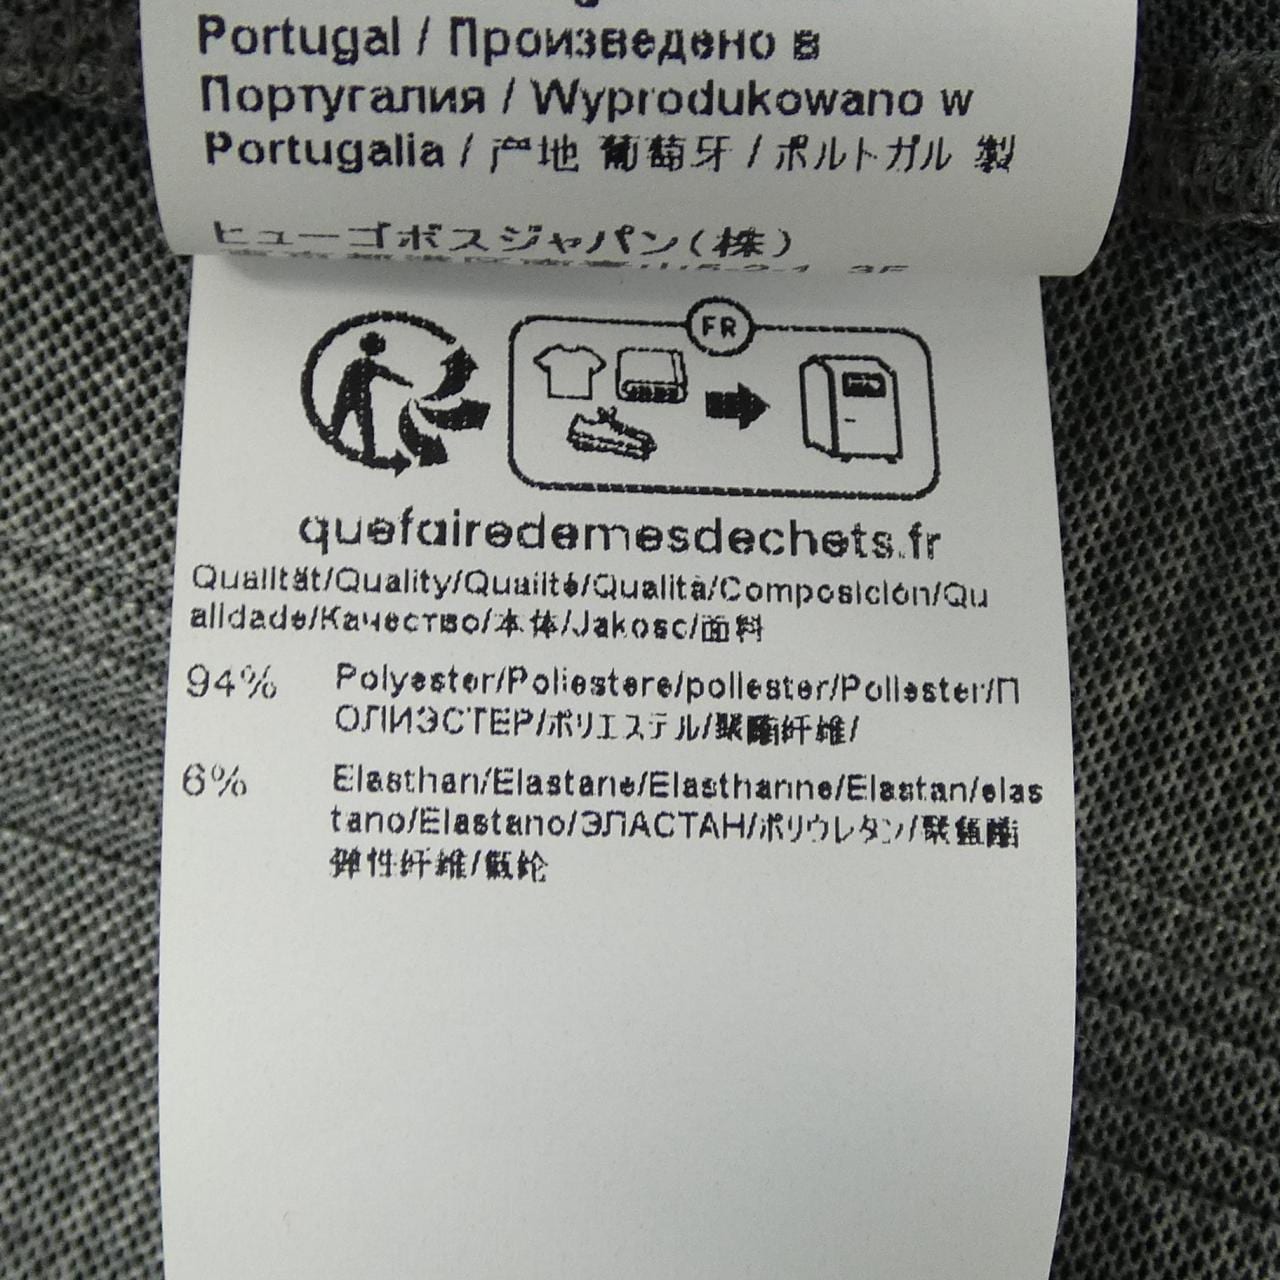 Portugal / Произведено в
Португалия / Wyprodukowano w
Portugalia / 产地 葡萄牙 / ポルトガル 製
ヒューゴボスジャパン(株)
FR
quefairedemesdechets.fr
Qualität/Quality/Qualité/Qualità/Composición/Qu
alidade/Качество/本体/Jakosc/面料
94% Polyester/Poliestere/poliester/Poliester/П
ОЛИЭСТЕР/ポリエステル/聚酯纤维/
6% Elasthan/Elastane/Elasthanne/Elastan/elas
tano/Elastano/ЭЛАСТАН/ポリウレタン/聚氨酯
弹性纤维/氨纶